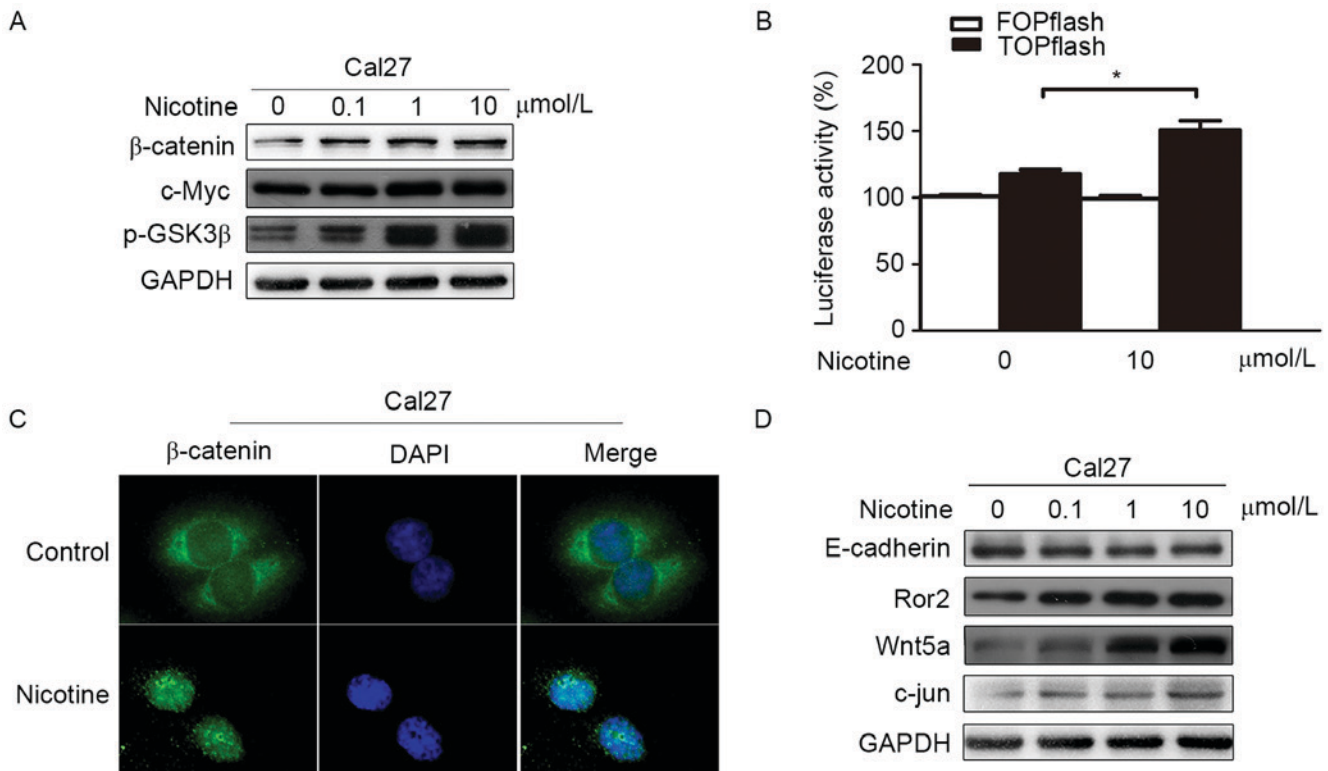 A
Cal27
Nicotine 0 0.1 1 10 μmol/L
β-catenin
c-Myc
p-GSK3β
GAPDH
B
FOPflash
TOPflash
Luciferase activity (%)
200
150
100
50
0
*
Nicotine 0 10 μmol/L
C
Cal27
β-catenin DAPI Merge
Control
Nicotine
D
Cal27
Nicotine 0 0.1 1 10 μmol/L
E-cadherin
Ror2
Wnt5a
c-jun
GAPDH